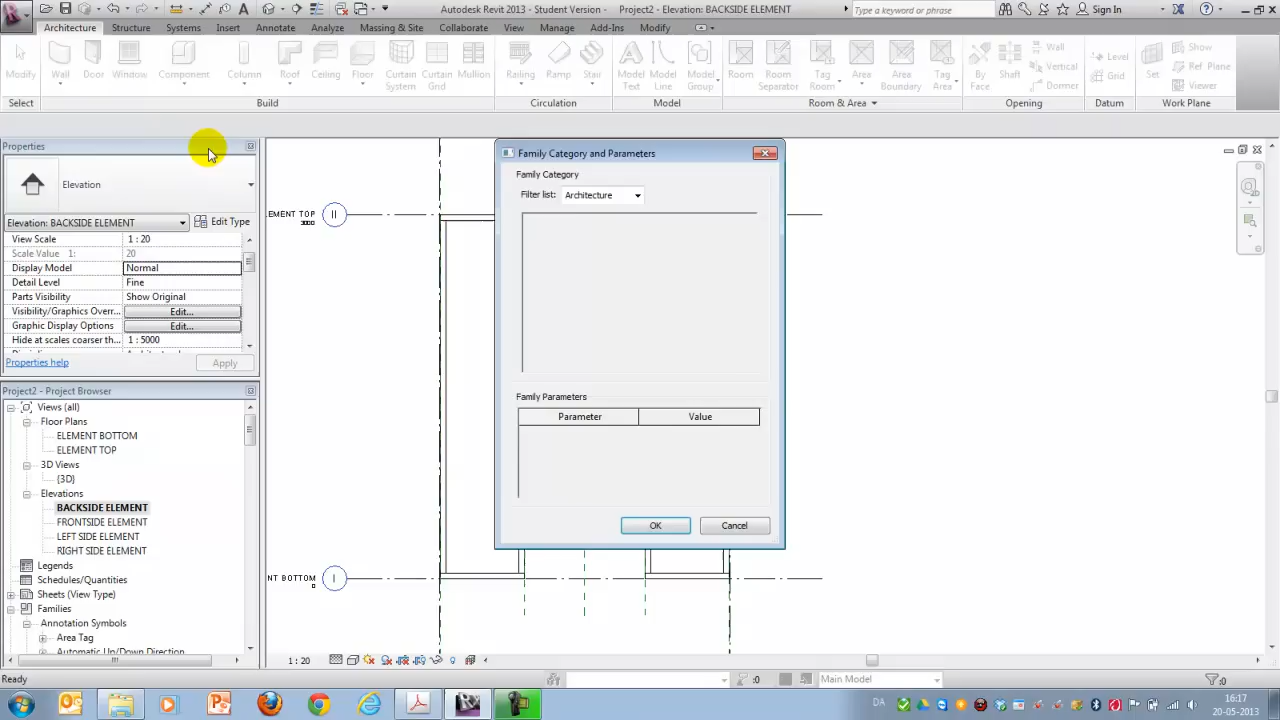 Autodesk Revit 2013 - Student Version - Project2 - Elevation: BACKSIDE ELEMENT
Type a keyword or phrase
Sign In
Architecture Structure Systems Insert Annotate Analyze Massing & Site Collaborate View Manage Add-Ins Modify
Modify Wall Door Window Component Column Roof Ceiling Floor Curtain System Curtain Grid Mullion Railing Ramp Stair Model Text Model Line Model Group Room Room Separator Tag Room Area Area Boundary Tag Area By Face Shaft Wall Vertical Dormer Level Grid Set Show Ref Plane Viewer
Select Build Circulation Model Room & Area Opening Datum Work Plane
Properties
Elevation
Elevation: BACKSIDE ELEMENT Edit Type
View Scale 1 : 20
Scale Value 1: 20
Display Model Normal
Detail Level Fine
Parts Visibility Show Original
Visibility/Graphics Overr... Edit...
Graphic Display Options Edit...
Hide at scales coarser th... 1 : 5000
Properties help Apply
Project2 - Project Browser
Views (all)
Floor Plans
ELEMENT BOTTOM
ELEMENT TOP
3D Views
{3D}
Elevations
BACKSIDE ELEMENT
FRONTSIDE ELEMENT
LEFT SIDE ELEMENT
RIGHT SIDE ELEMENT
Legends
Schedules/Quantities
Sheets (View Type)
Families
Annotation Symbols
Area Tag
Automatic Up/Down Direction
EMENT TOP
II
NT BOTTOM
0
I
Family Category and Parameters
Family Category
Filter list: Architecture
Family Parameters
Parameter Value
OK Cancel
1 : 20
Ready
:0
Main Model
:0
DA
16:17
20-05-2013